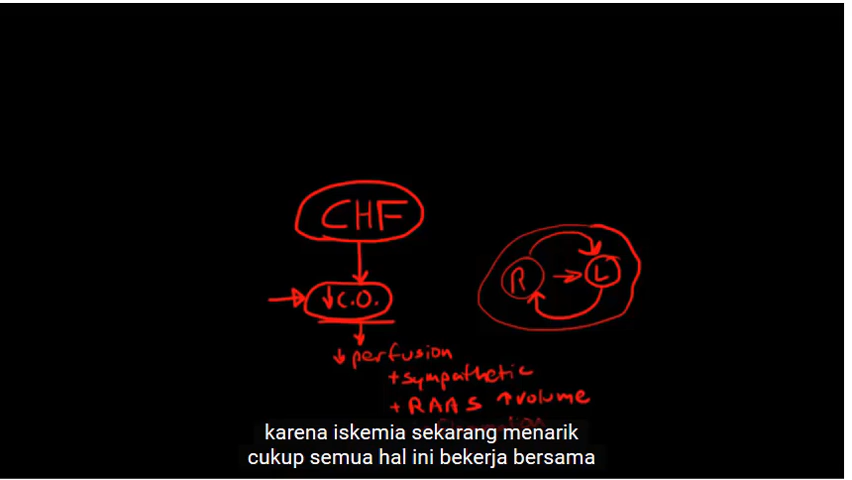 CHF
R → L
↓ C.O.
↓ perfusion
+ sympathetic
+ RAAS ↑ volume
karena iskemia sekarang menarik
cukup semua hal ini bekerja bersama